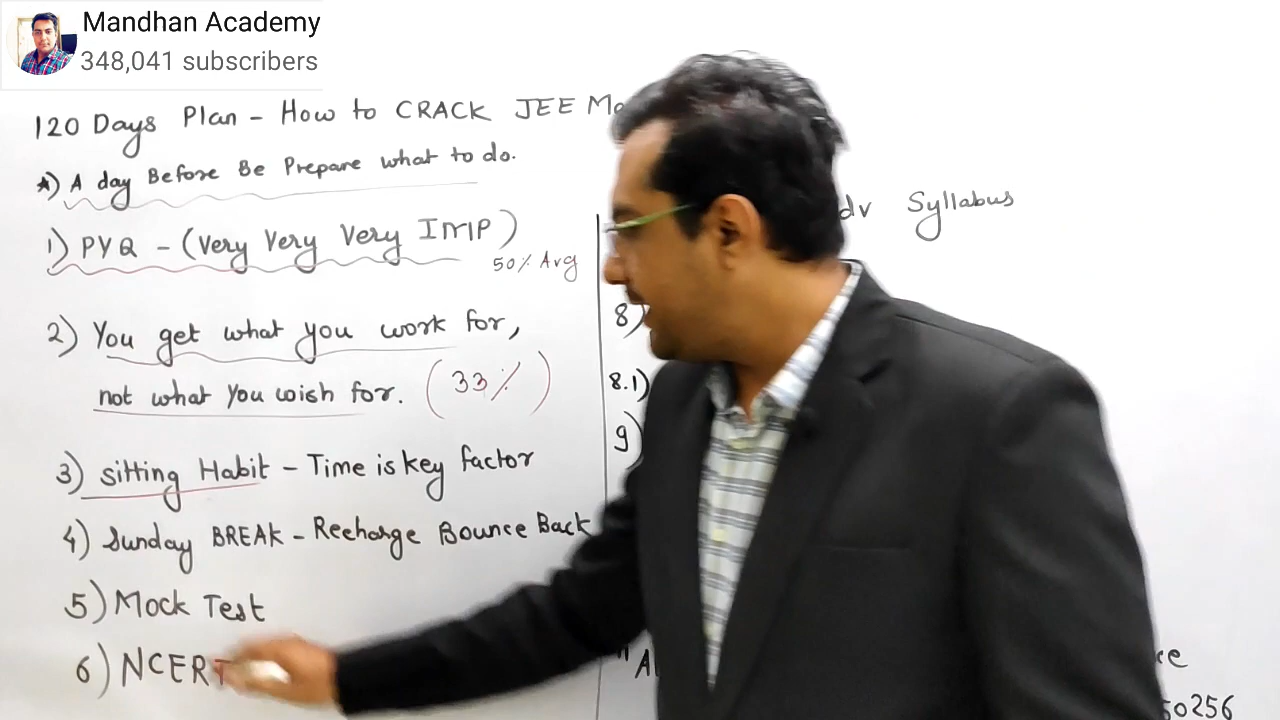 Mandhan Academy
348,041 subscribers
120 Days Plan - How to CRACK JEE
A) A day Before Be Prepare what to do.
1) PYQ - (Very Very Very IMP)
50% Avg
2) You get what you work for,
not what you wish for. (33%)
3) sitting Habit - Time is key factor
4) Sunday BREAK - Recharge Bounce Back
5) Mock Test
6) NCERT
dv Syllabus
8)
8.1)
9)
50256